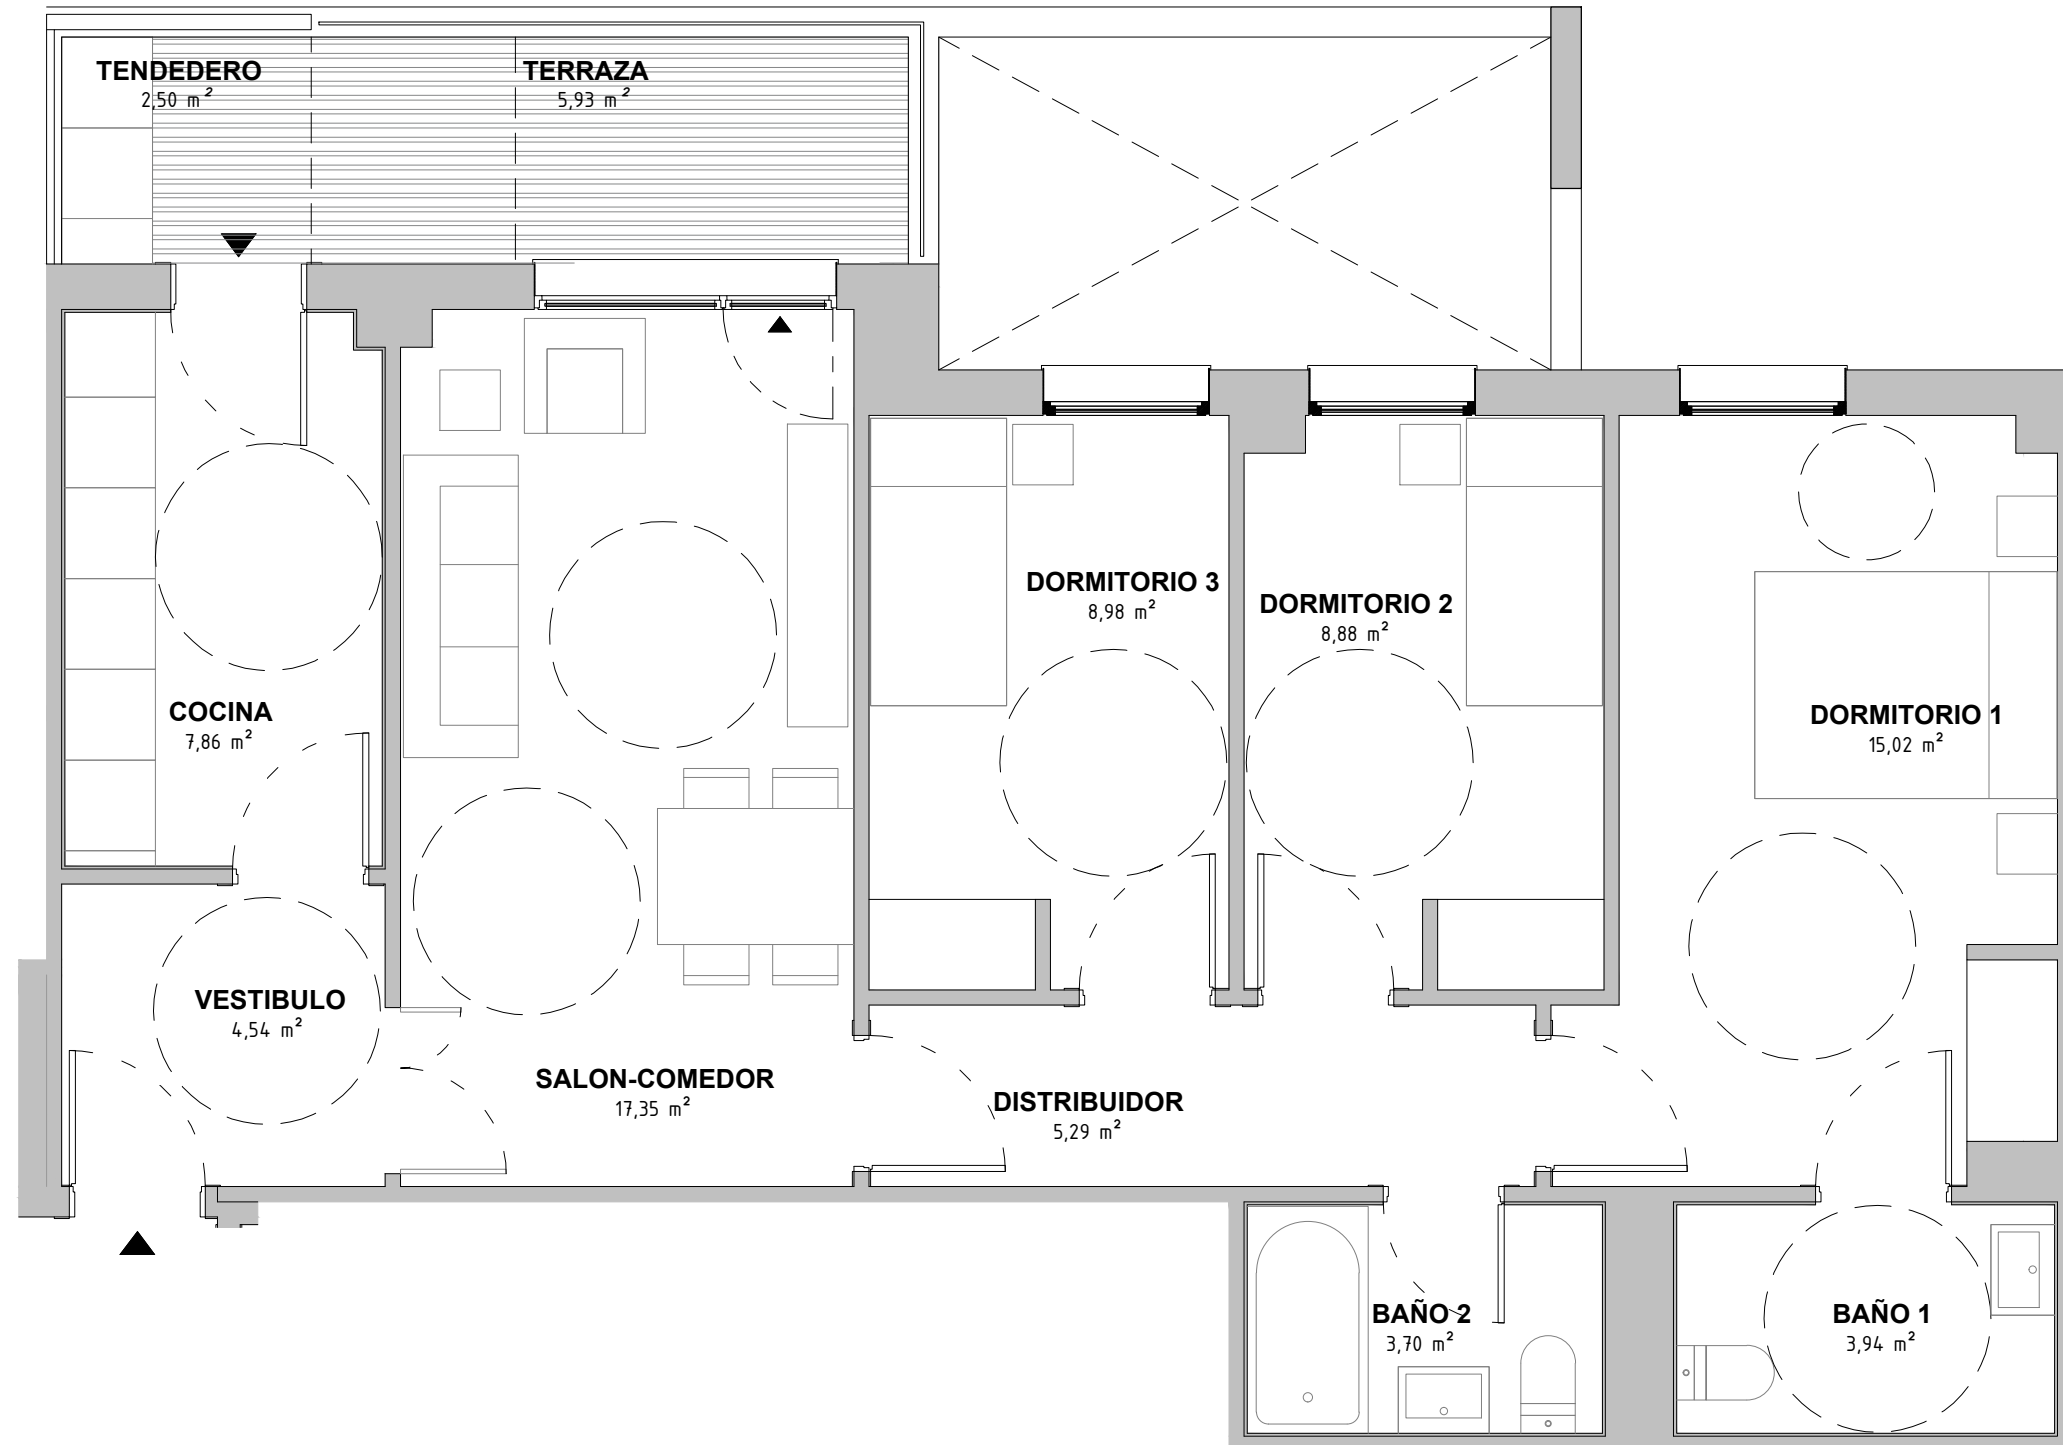 TENDEDERO
2,50 m²
TERRAZA
5,93 m²
DORMITORIO 3
8,98 m²
DORMITORIO 2
8,88 m²
COCINA
7,86 m²
DORMITORIO 1
15,02 m²
VESTIBULO
4,54 m²
SALON-COMEDOR
17,35 m²
DISTRIBUIDOR
5,29 m²
BAÑO 2
3,70 m²
BAÑO 1
3,94 m²